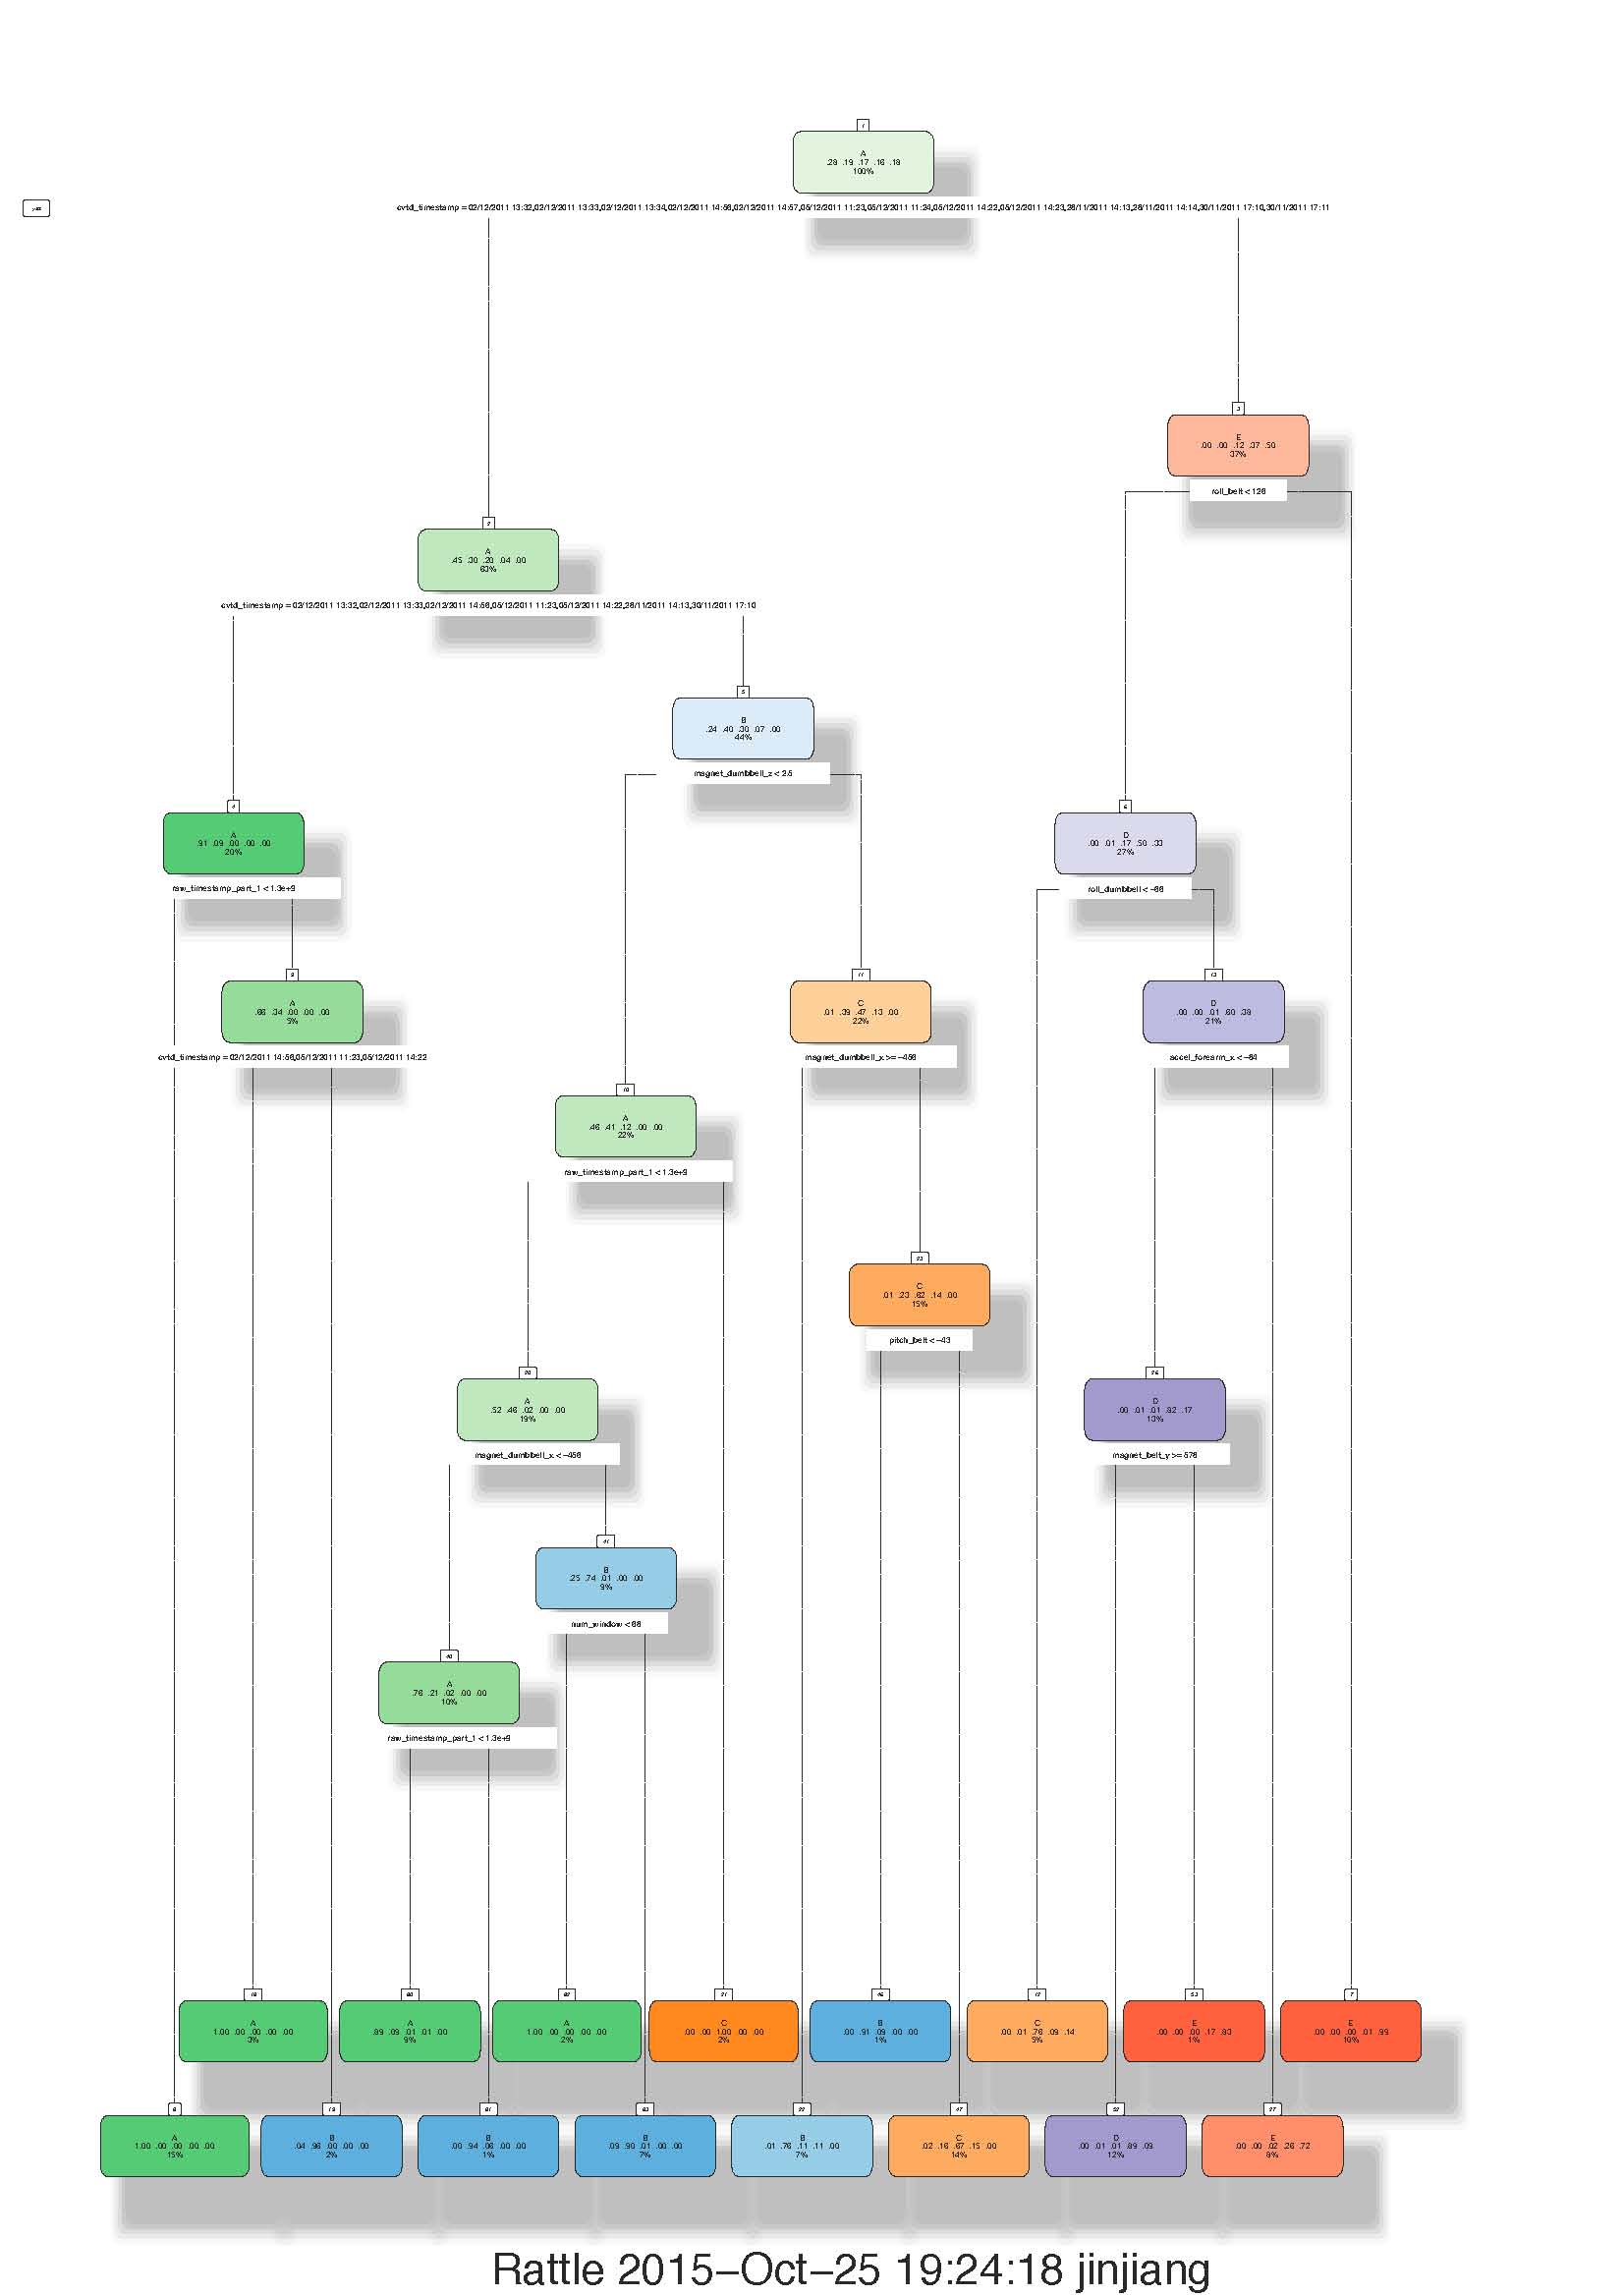 1
A
.28 .19 .17 .16 .18
100%
cvtd_timestamp = 02/12/2011 13:32,02/12/2011 13:33,02/12/2011 13:34,02/12/2011 14:56,02/12/2011 14:57,05/12/2011 11:23,05/12/2011 11:24,05/12/2011 14:22,05/12/2011 14:23,28/11/2011 14:13,28/11/2011 14:14,30/11/2011 17:10,30/11/2011 17:11
3
E
.00 .00 .12 .37 .50
37%
roll_belt < 126
2
A
.45 .30 .20 .04 .00
63%
cvtd_timestamp = 02/12/2011 13:32,02/12/2011 13:33,02/12/2011 14:56,05/12/2011 11:23,05/12/2011 14:22,28/11/2011 14:13,30/11/2011 17:10
5
B
.24 .40 .30 .07 .00
44%
magnet_dumbbell_z < 25
4
A
.91 .09 .00 .00 .00
20%
raw_timestamp_part_1 < 1.3e+9
6
D
.00 .01 .17 .50 .33
27%
roll_dumbbell < −66
9
A
.66 .34 .00 .00 .00
5%
cvtd_timestamp = 02/12/2011 14:56,05/12/2011 11:23,05/12/2011 14:22
11
C
.01 .39 .47 .13 .00
22%
magnet_dumbbell_x >= −456
13
D
.00 .00 .01 .60 .38
21%
accel_forearm_x < −84
10
A
.46 .41 .12 .00 .00
22%
raw_timestamp_part_1 < 1.3e+9
23
C
.01 .23 .62 .14 .00
15%
pitch_belt < −43
20
A
.52 .46 .02 .00 .00
19%
magnet_dumbbell_x < −456
26
D
.00 .01 .01 .82 .17
13%
magnet_belt_y >= 576
41
B
.25 .74 .01 .00 .00
9%
num_window < 68
40
A
.76 .21 .02 .00 .00
10%
raw_timestamp_part_1 < 1.3e+9
18
A
1.00 .00 .00 .00 .00
3%
80
A
.89 .09 .01 .01 .00
9%
82
A
1.00 .00 .00 .00 .00
2%
21
C
.00 .00 1.00 .00 .00
2%
46
B
.00 .91 .09 .00 .00
1%
12
C
.00 .01 .76 .09 .14
5%
53
E
.00 .00 .00 .17 .83
1%
7
E
.00 .00 .00 .01 .99
10%
8
A
1.00 .00 .00 .00 .00
15%
19
B
.04 .96 .00 .00 .00
2%
81
B
.00 .94 .06 .00 .00
1%
83
B
.09 .90 .01 .00 .00
7%
22
B
.01 .76 .11 .11 .00
7%
47
C
.02 .16 .67 .15 .00
14%
52
D
.00 .01 .01 .89 .09
12%
27
E
.00 .00 .02 .26 .72
8%
Rattle 2015−Oct−25 19:24:18 jinjiang